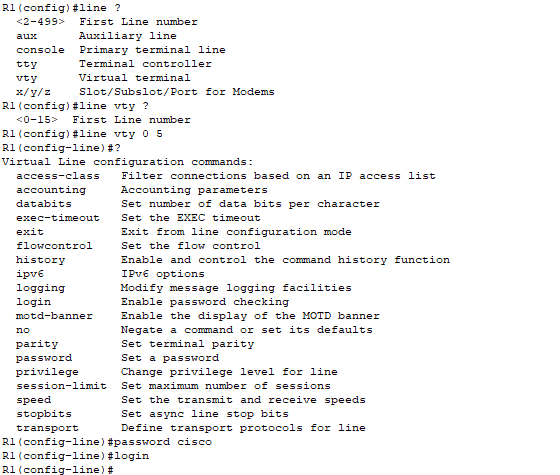 R1(config)#line ?
  <2-499>  First Line number
  aux      Auxiliary line
  console  Primary terminal line
  tty      Terminal controller
  vty      Virtual terminal
  x/y/z    Slot/Subslot/Port for Modems
R1(config)#line vty ?
  <0-15>  First Line number
R1(config)#line vty 0 5
R1(config-line)#?
Virtual Line configuration commands:
  access-class   Filter connections based on an IP access list
  accounting     Accounting parameters
  databits       Set number of data bits per character
  exec-timeout   Set the EXEC timeout
  exit           Exit from line configuration mode
  flowcontrol    Set the flow control
  history        Enable and control the command history function
  ipv6           IPv6 options
  logging        Modify message logging facilities
  login          Enable password checking
  motd-banner    Enable the display of the MOTD banner
  no             Negate a command or set its defaults
  parity         Set terminal parity
  password       Set a password
  privilege      Change privilege level for line
  session-limit  Set maximum number of sessions
  speed          Set the transmit and receive speeds
  stopbits       Set async line stop bits
  transport      Define transport protocols for line
R1(config-line)#password cisco
R1(config-line)#login
R1(config-line)#